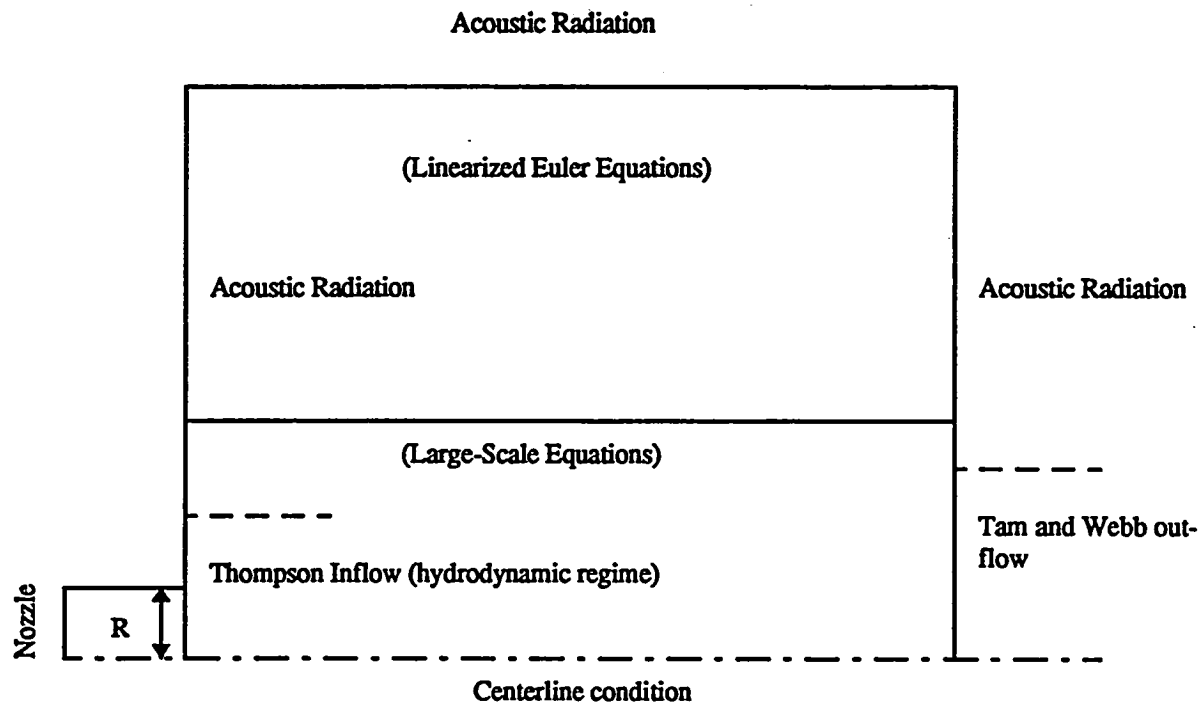 Acoustic Radiation
(Linearized Euler Equations)
Acoustic Radiation
Acoustic Radiation
(Large-Scale Equations)
Tam and Webb out-
flow
Thompson Inflow (hydrodynamic regime)
Nozzle
R
Centerline condition